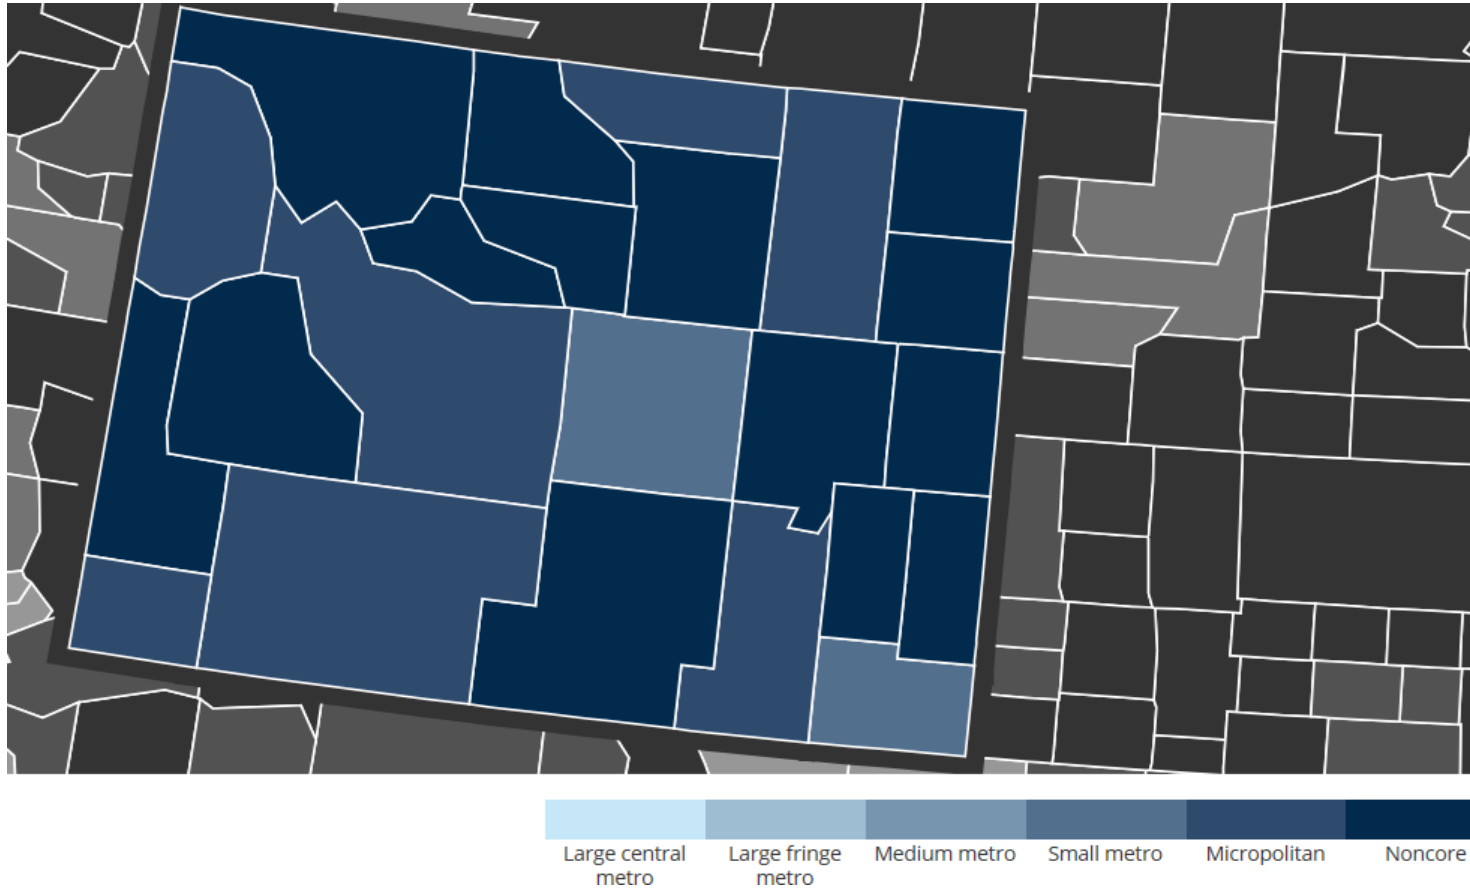 Large central
metro
Large fringe
metro
Medium metro
Small metro
Micropolitan
Noncore